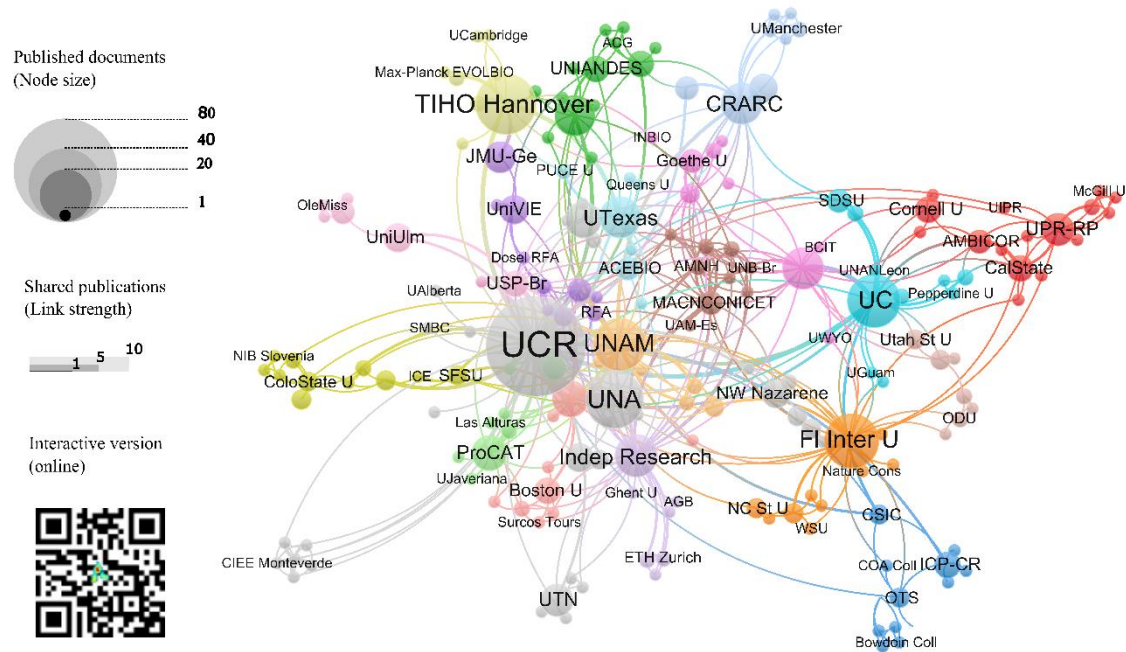 Published documents
(Node size)
80
40
20
1
Shared publications
(Link strength)
1 5 10
Interactive version
(online)
UCambridge
Max-Planck EVOLBIO
TIHO Hannover
ACG
UNIANDES
UManchester
CRARC
JMU-Ge
PUCE U
INBIO
Goethe U
Queens U
OleMiss
UniVIE
UTexas
SDSU
Cornell U
UIPR
McGill U
UPR-RP
UniUlm
Dosel RFA
ACEBIO
AMNH
UNB-Br
BCIT
UNANLeon
AMBICOR
CalState
UAlberta
USP-Br
RFA
MACNCONICET
UC
Pepperdine U
SMBC
UCR
UNAM
UAM-Es
UWYO
Utah St U
NIB Slovenia
ColoState U
ICE
SFSU
UNA
NW Nazarene
UGuam
ODU
Las Alturas
ProCAT
Indep Research
FI Inter U
UJaveriana
Boston U
Ghent U
AGB
Nature Cons
NC St U
WSU
CSIC
Surcos Tours
CIEE Monteverde
ETH Zurich
COA Coll
ICP-CR
UTN
OTS
Bowdoin Coll